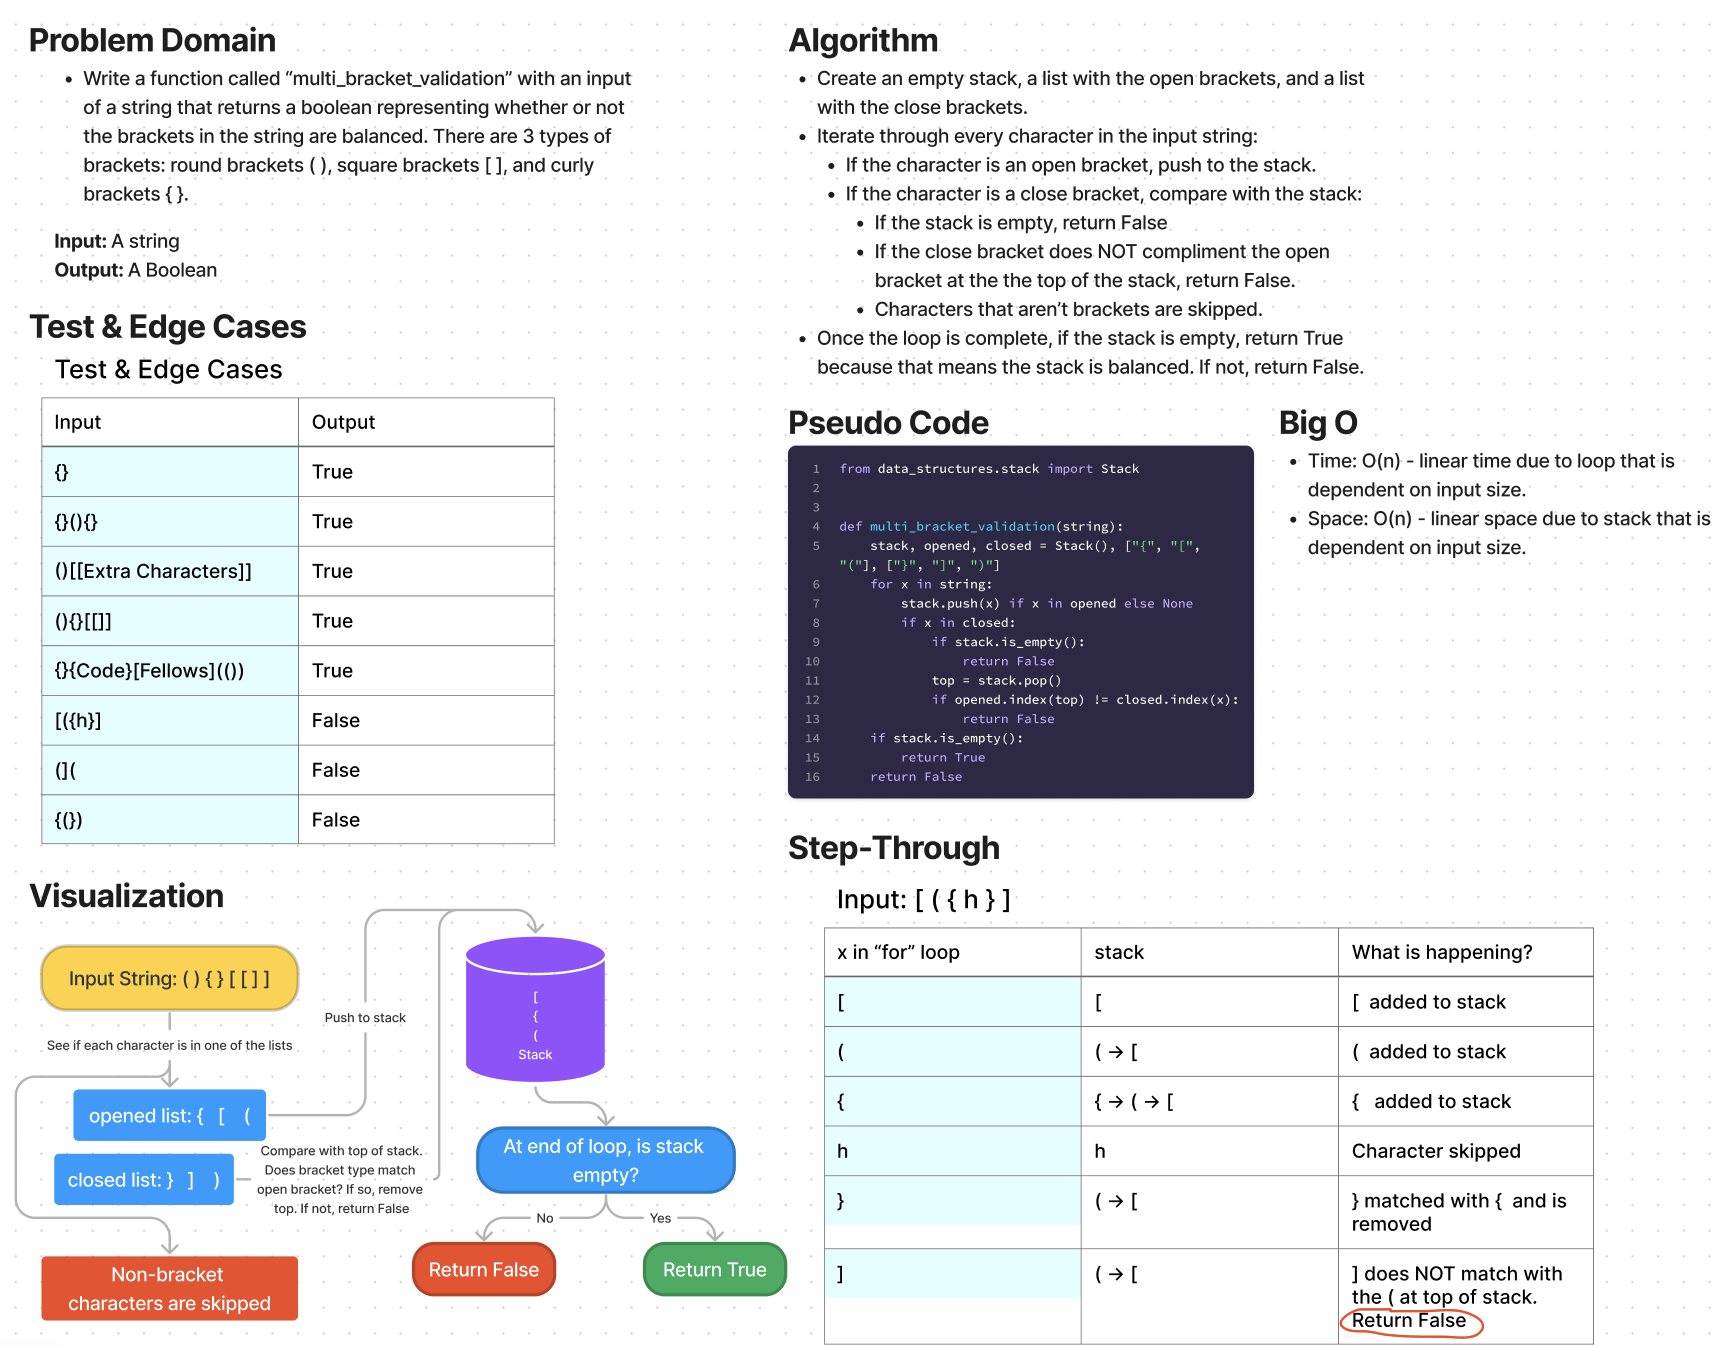 Problem Domain
• Write a function called “multi_bracket_validation” with an input
of a string that returns a boolean representing whether or not
the brackets in the string are balanced. There are 3 types of
brackets: round brackets ( ), square brackets [ ], and curly
brackets { }.
Input: A string
Output: A Boolean
Test & Edge Cases
Test & Edge Cases
Input Output
{} True
{}(){} True
()[[Extra Characters]] True
(){}[[]] True
{}{Code}[Fellows](()) True
[({h}] False
(]( False
{(}) False
Visualization
Input String: ( ) { } [ [ ] ]
See if each character is in one of the lists
opened list: { [ (
closed list: } ] )
Non-bracket
characters are skipped
Push to stack
Compare with top of stack.
Does bracket type match
open bracket? If so, remove
top. If not, return False
[
{
(
Stack
At end of loop, is stack
empty?
No
Yes
Return False
Return True
Algorithm
• Create an empty stack, a list with the open brackets, and a list
with the close brackets.
• Iterate through every character in the input string:
• If the character is an open bracket, push to the stack.
• If the character is a close bracket, compare with the stack:
• If the stack is empty, return False
• If the close bracket does NOT compliment the open
bracket at the the top of the stack, return False.
• Characters that aren’t brackets are skipped.
• Once the loop is complete, if the stack is empty, return True
because that means the stack is balanced. If not, return False.
Pseudo Code
1 from data_structures.stack import Stack
2
3
4 def multi_bracket_validation(string):
5 stack, opened, closed = Stack(), ["{", "[",
"("], ["}", "]", ")"]
6 for x in string:
7 stack.push(x) if x in opened else None
8 if x in closed:
9 if stack.is_empty():
10 return False
11 top = stack.pop()
12 if opened.index(top) != closed.index(x):
13 return False
14 if stack.is_empty():
15 return True
16 return False
Big O
• Time: O(n) - linear time due to loop that is
dependent on input size.
• Space: O(n) - linear space due to stack that is
dependent on input size.
Step-Through
Input: [ ( { h } ]
x in “for” loop stack What is happening?
[ [ [ added to stack
( ( → [ ( added to stack
{ { → ( → [ { added to stack
h h Character skipped
} ( → [ } matched with { and is
removed
] ( → [ ] does NOT match with
the ( at top of stack.
Return False